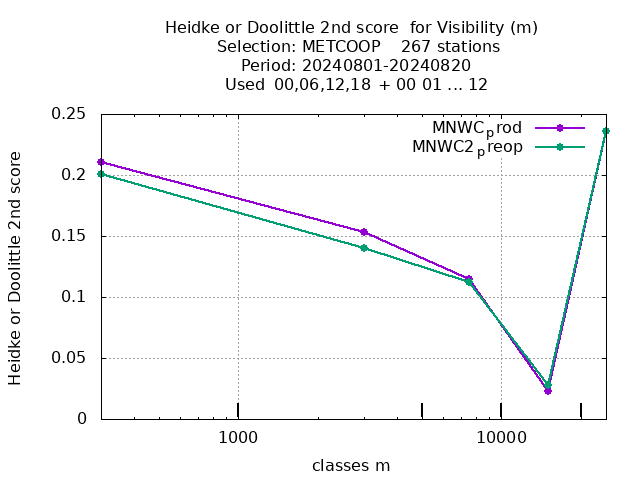 Heidke or Doolittle 2nd score  for Visibility (m)
Selection: METCOOP    267 stations
Period: 20240801-20240820
Used  00,06,12,18 + 00 01 ... 12
MNWCprod
MNWC2preop
0.25
0.2
0.15
0.1
0.05
0
1000
10000
Heidke or Doolittle 2nd score
classes m